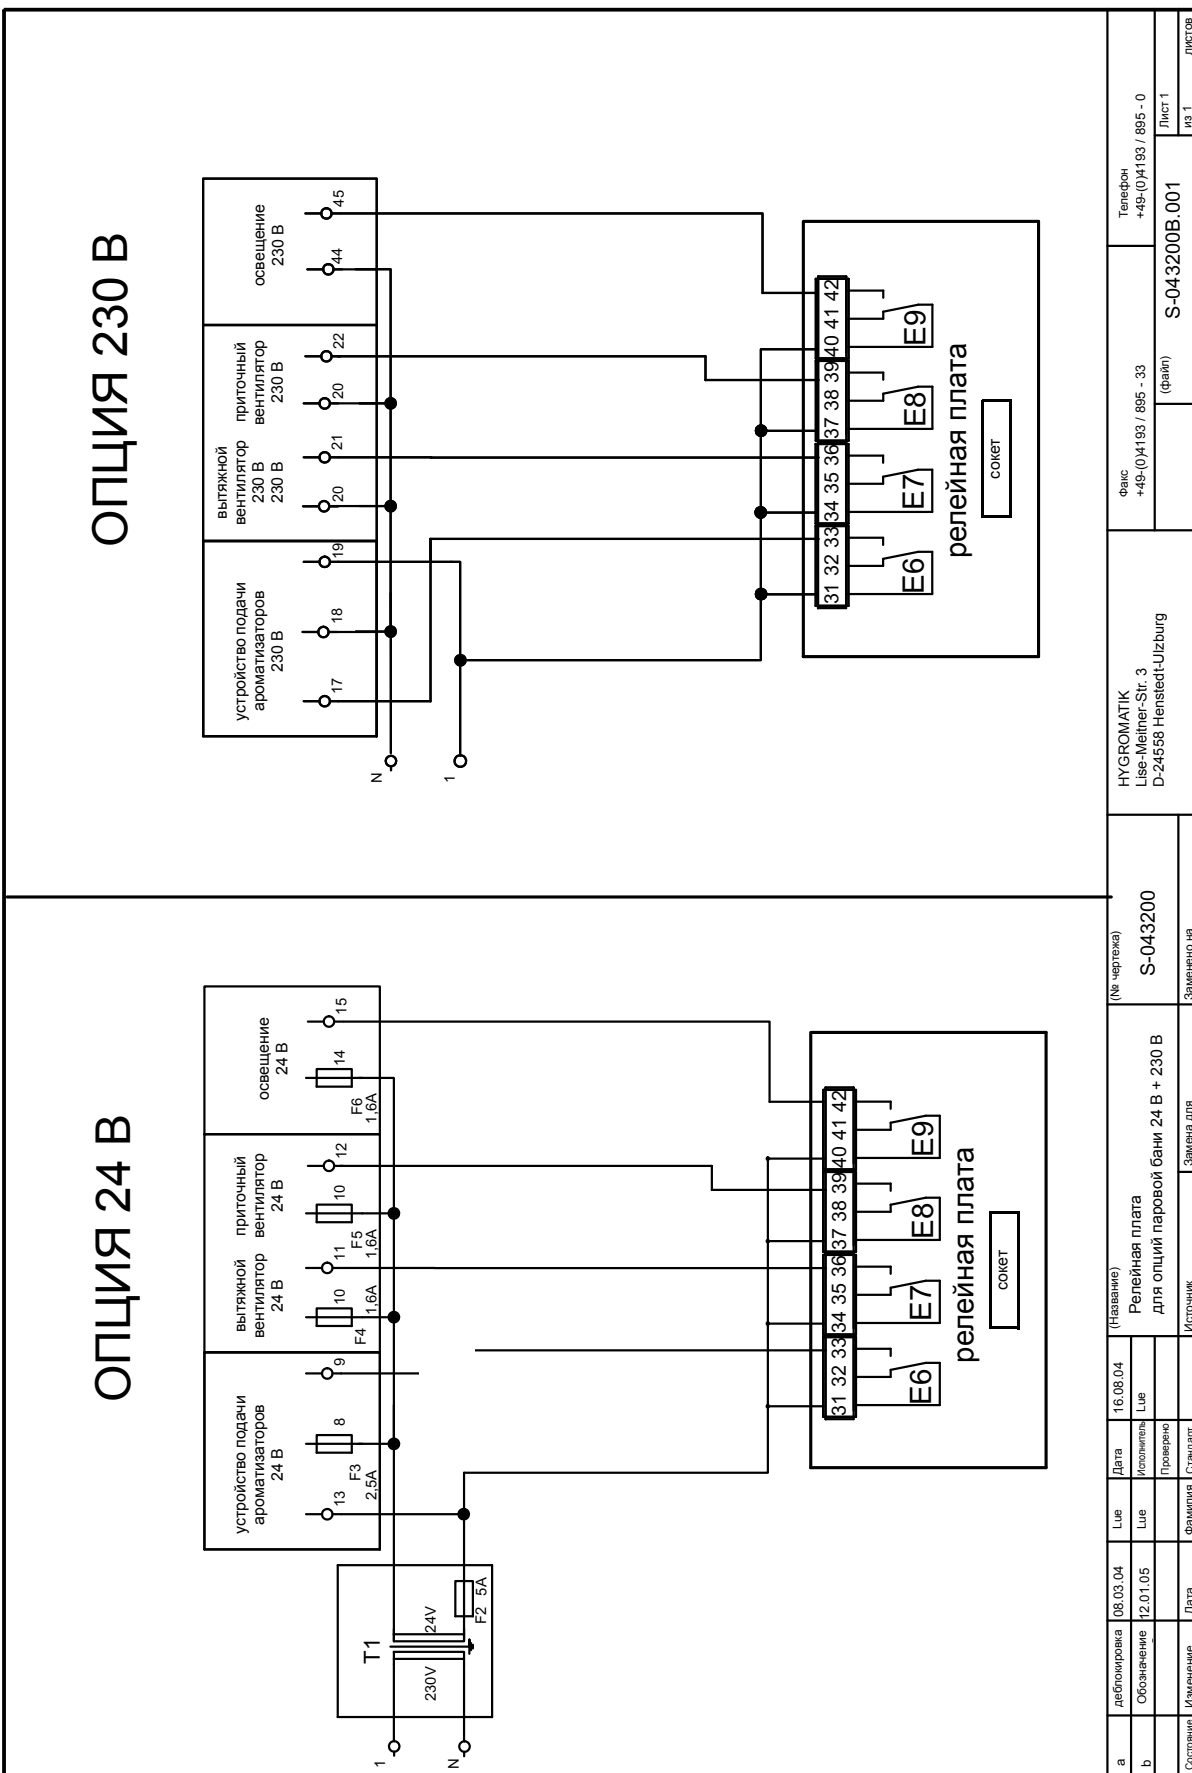 ОПЦИЯ 24 В
устройство подачи
ароматизаторов
24 В
вытяжной
вентилятор
24 В
приточный
вентилятор
24 В
освещение
24 В
13
8
9
10
11
10
12
14
15
F3
2,5A
F4
1,6A
F5
1,6A
F6
1,6A
T1
230V
24V
F2
5A
1
N
31 32 33 34 35 36 37 38 39 40 41 42
E6
E7
E8
E9
релейная плата
сокет
ОПЦИЯ 230 В
устройство подачи
ароматизаторов
230 В
вытяжной
вентилятор
230 В
230 В
приточный
вентилятор
230 В
освещение
230 В
17
18
19
20
21
20
22
44
45
N
1
31 32 33 34 35 36 37 38 39 40 41 42
E6
E7
E8
E9
релейная плата
сокет
a
деблокировка
08.03.04
Lue
Дата
16.08.04
b
Обозначение
12.01.05
Lue
Исполнитель
Lue
Проверено
Состояние
Изменение
Дата
Фамилия
Стандарт
(Название)
Релейная плата
для опций паровой бани 24 В + 230 В
Источник
Замена для
Заменено на
(№ чертежа)
S-043200
HYGROMATIK
Lise-Meitner-Str. 3
D-24558 Henstedt-Ulzburg
Факс
+49-(0)4193 / 895 - 33
Телефон
+49-(0)4193 / 895 - 0
(файл)
S-043200B.001
Лист 1
из 1
листов